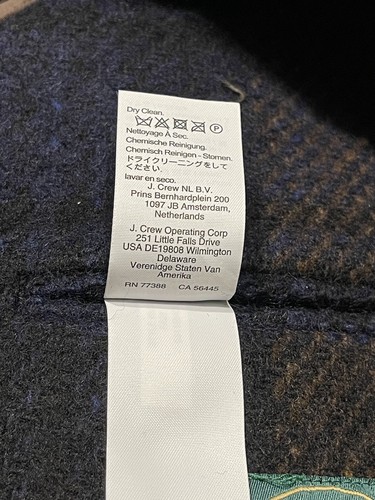 Dry Clean.
P
Nettoyage À Sec.
Chemische Reinigung.
Chemisch Reinigen - Stomen.
ドライクリーニングをして
ください.
lavar en seco.
J. Crew NL B.V.
Prins Bernhardplein 200
1097 JB Amsterdam,
Netherlands
J. Crew Operating Corp
251 Little Falls Drive
USA DE19808 Wilmington
Delaware
Verenidge Staten Van
Amerika
RN 77388 CA 56445